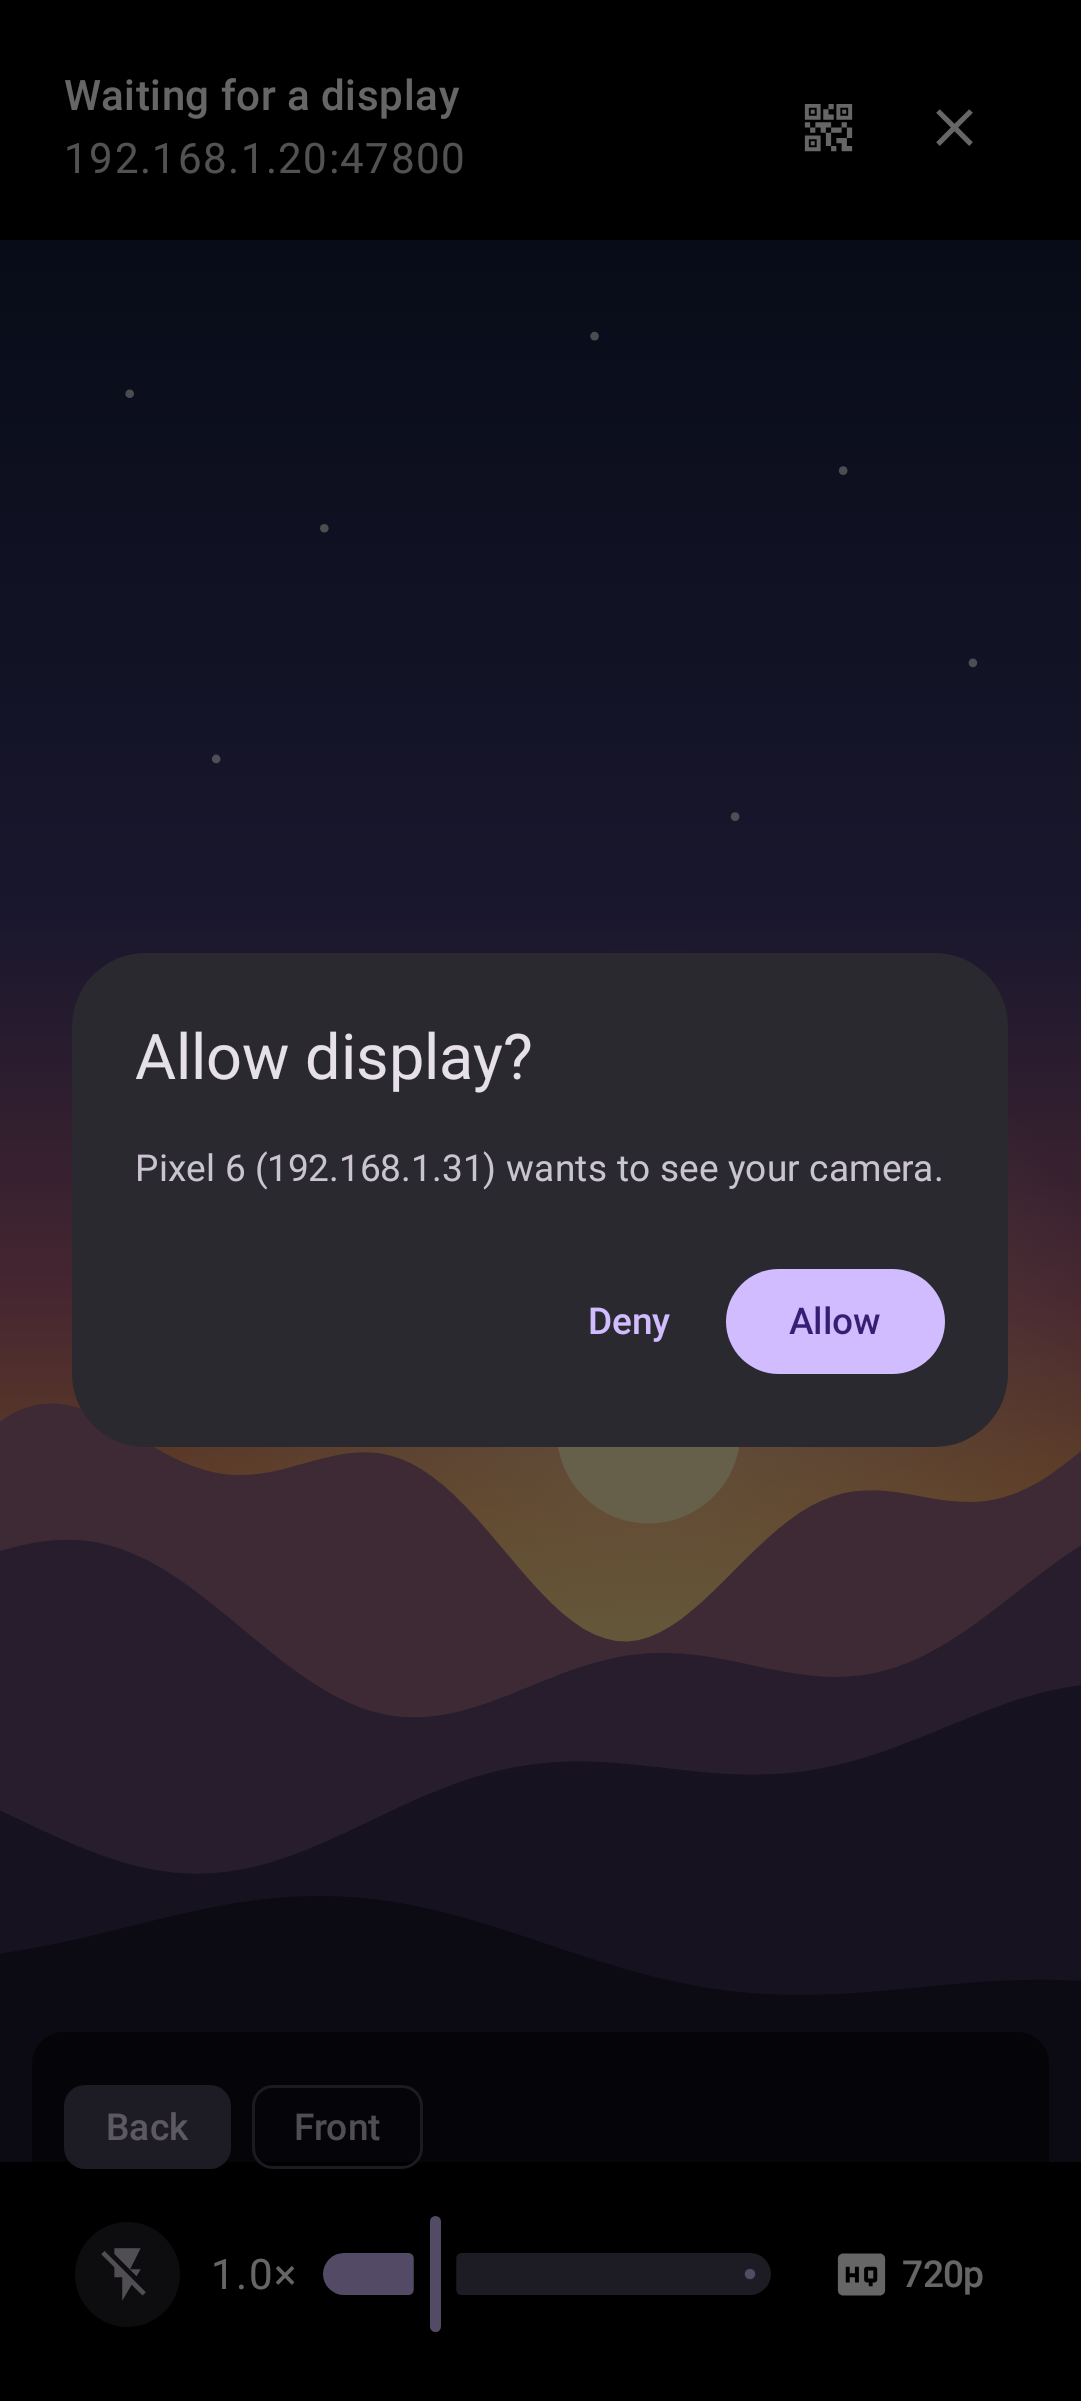 Waiting for a display
192.168.1.20:47800
Allow display?
Pixel 6 (192.168.1.31) wants to see your camera.
Deny
Allow
Back
Front
1.0×
HQ
720p